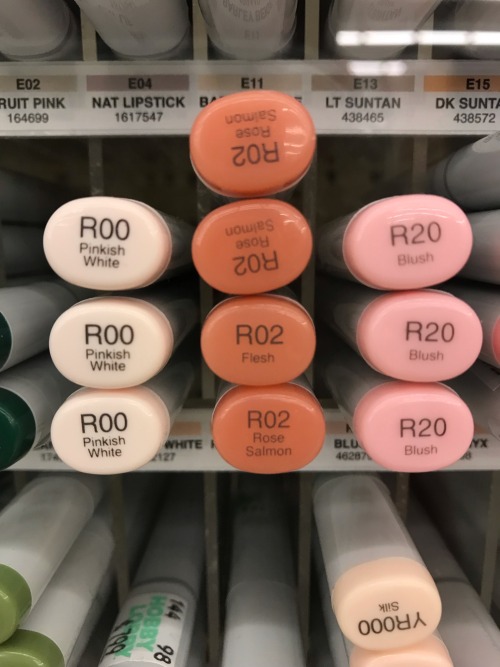 E02
RUIT PINK
164699
E04
NAT LIPSTICK
1617547
E11
E13
LT SUNTAN
438465
E15
DK SUNTA
438572
R02
Rose
Salmon
R00
Pinkish
White
R02
Rose
Salmon
R20
Blush
R00
Pinkish
White
R02
Flesh
R20
Blush
R00
Pinkish
White
R02
Rose
Salmon
R20
Blush
WHITE
BLU
YR000
Silk
HOBBY